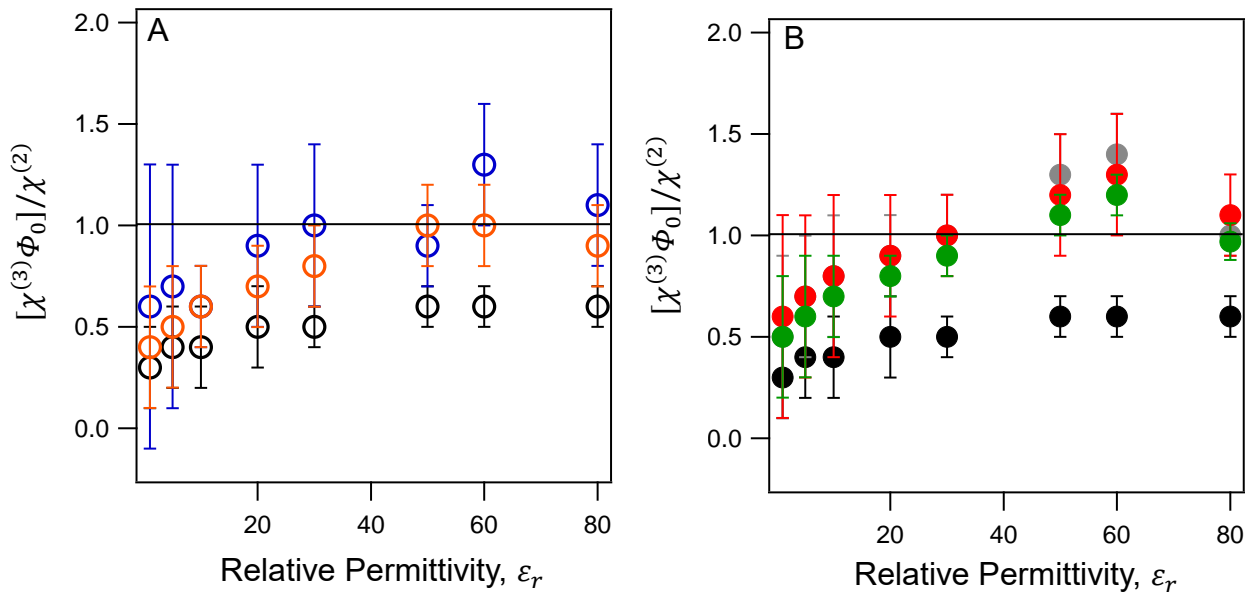 A
2.0
1.5
1.0
0.5
0.0
[χ⁽³⁾Φ₀]/χ⁽²⁾
20 40 60 80
Relative Permittivity, εᵣ
B
2.0
1.5
1.0
0.5
0.0
[χ⁽³⁾Φ₀]/χ⁽²⁾
20 40 60 80
Relative Permittivity, εᵣ